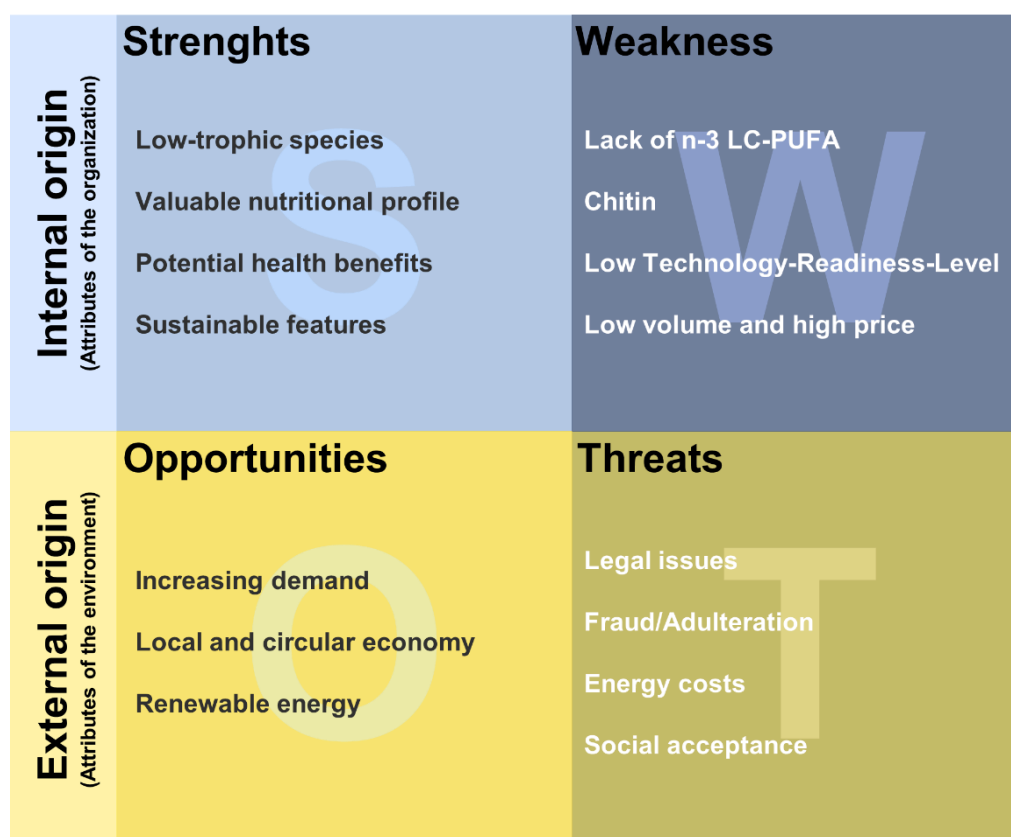 Internal origin
(Attributes of the organization)
Strenghts
S
Low-trophic species
Valuable nutritional profile
Potential health benefits
Sustainable features
Weakness
W
Lack of n-3 LC-PUFA
Chitin
Low Technology-Readiness-Level
Low volume and high price
External origin
(Attributes of the environment)
Opportunities
O
Increasing demand
Local and circular economy
Renewable energy
Threats
T
Legal issues
Fraud/Adulteration
Energy costs
Social acceptance